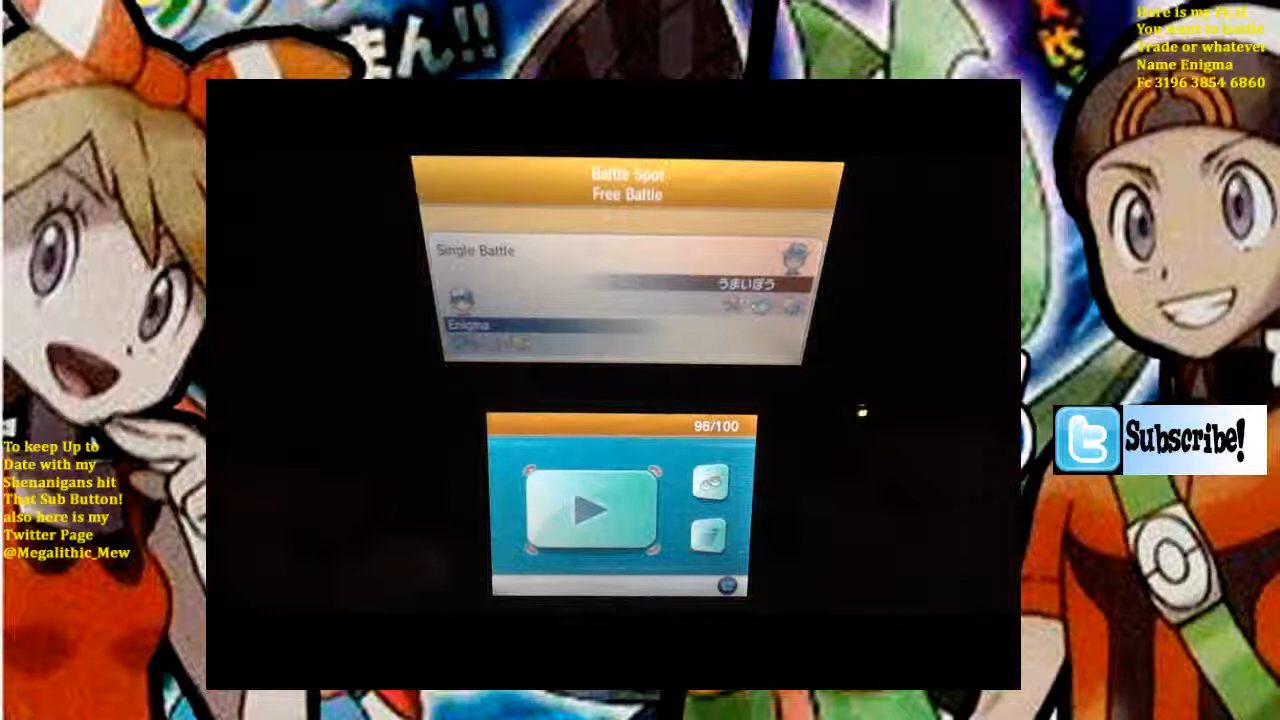 まん!!
Here is my Fc if
You want to battle
Trade or whatever
Name Enigma
Fc 3196 3854 6860
Battle Spot
Free Battle
Single Battle
うまいぼう
Enigma
96/100
Subscribe!
To keep Up to
Date with my
Shenanigans hit
That Sub Button!
also here is my
Twitter Page
@Megalithic_Mew